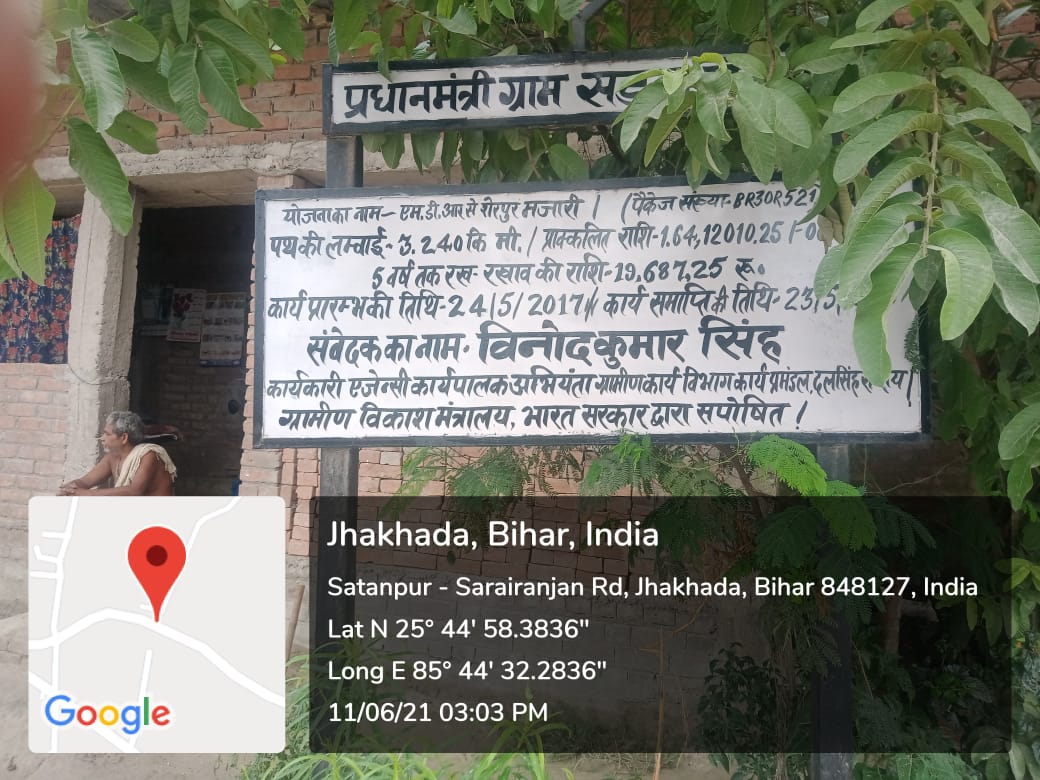 प्रधानमंत्री ग्राम
योजना का नाम- एम.डी.आर से शेरपुर मजारी । (पैकेज संख्या-BR30R521
पथ की लम्बाई-3.240 कि मी. / प्राक्कलित राशि-1.64,12010.25
5 वर्ष तक रख-रखाव की राशि-19,687,25 रू.
कार्य प्रारम्भ की तिथि-24/5/2017 / कार्य समाप्ति की तिथि-23/5
संवेदक का नाम- विनोद कुमार सिंह
कार्यकारी एजेन्सी कार्यपालक अभियंता ग्रामीण कार्य विभाग कार्य प्रमंडल,
ग्रामीण विकाश मंत्रालय, भारत सरकार द्वारा सपोषित !
Jhakhada, Bihar, India
Satanpur - Sarairanjan Rd, Jhakhada, Bihar 848127, India
Lat N 25° 44' 58.3836"
Long E 85° 44' 32.2836"
11/06/21 03:03 PM
Google